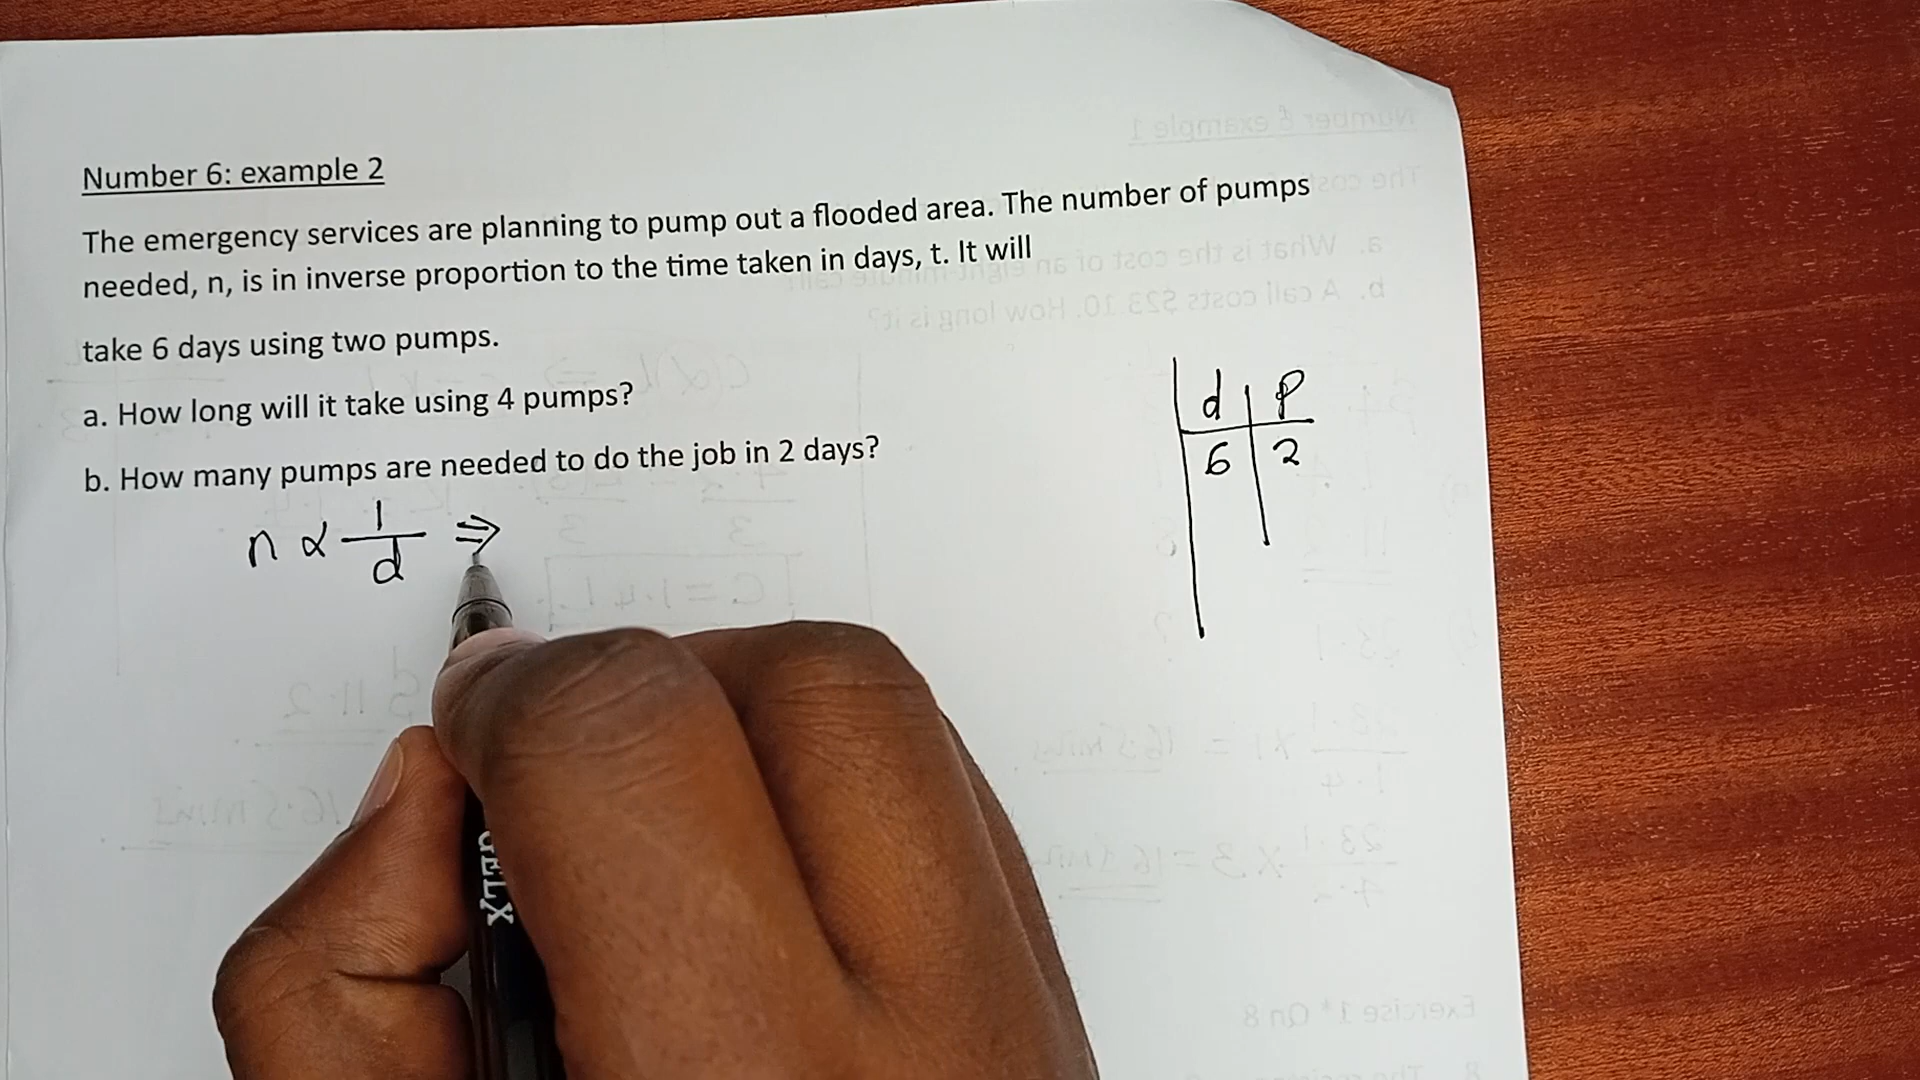 Number 6: example 2
The emergency services are planning to pump out a flooded area. The number of pumps
needed, n, is in inverse proportion to the time taken in days, t. It will
take 6 days using two pumps.
a. How long will it take using 4 pumps?
b. How many pumps are needed to do the job in 2 days?
d P
6 2
n ∝ 1/d ⇒
GELX